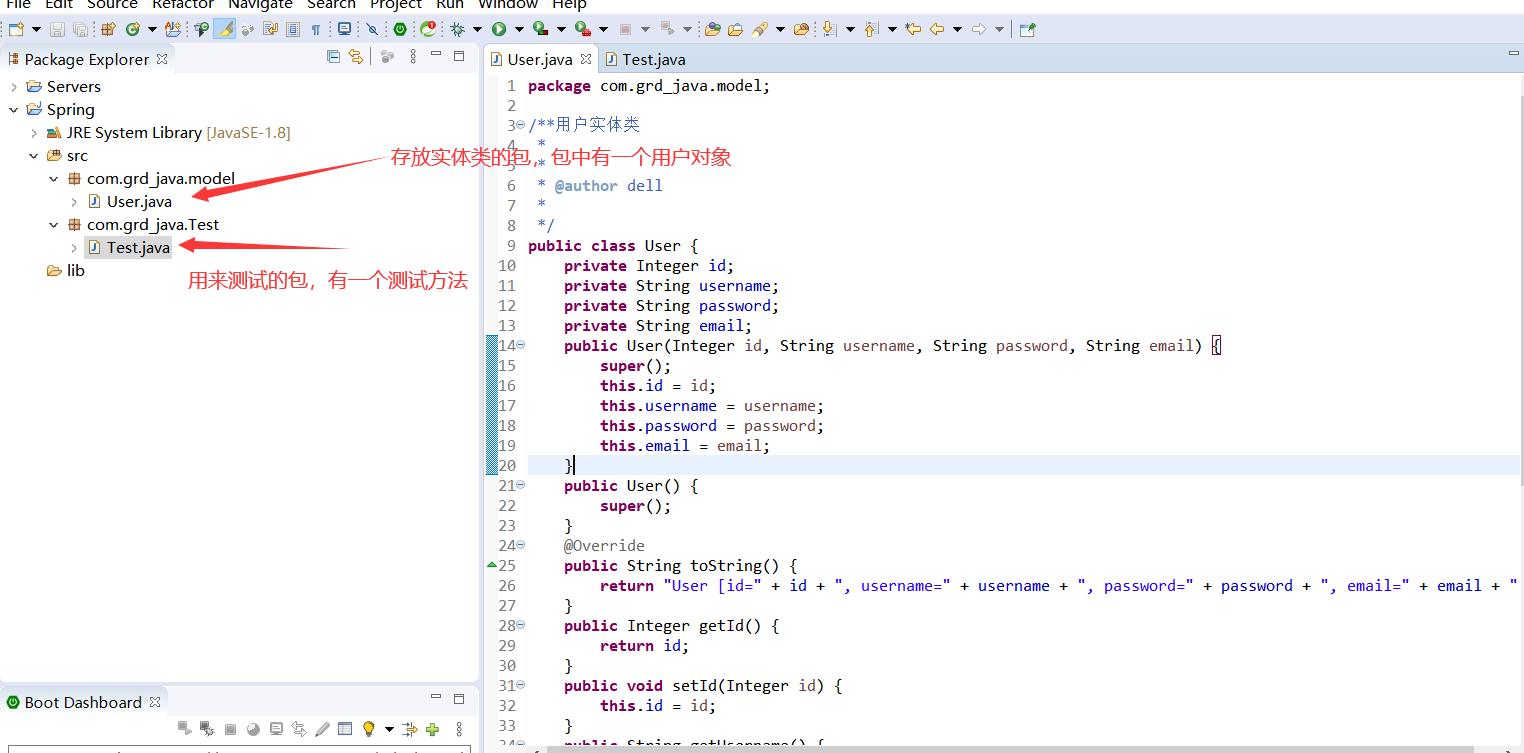 File Edit Source Refactor Navigate Search Project Run Window Help
Package Explorer
Servers
Spring
JRE System Library [JavaSE-1.8]
src
com.grd_java.model
User.java
com.grd_java.Test
Test.java
lib
存放实体类的包，包中有一个用户对象
用来测试的包，有一个测试方法
Boot Dashboard
User.java
Test.java
1 package com.grd_java.model;
2
3 /**用户实体类
4 *
5 *
6 * @author dell
7 *
8 */
9 public class User {
10 private Integer id;
11 private String username;
12 private String password;
13 private String email;
14 public User(Integer id, String username, String password, String email) {
15 super();
16 this.id = id;
17 this.username = username;
18 this.password = password;
19 this.email = email;
20 }
21 public User() {
22 super();
23 }
24 @Override
25 public String toString() {
26 return "User [id=" + id + ", username=" + username + ", password=" + password + ", email=" + email + "
27 }
28 public Integer getId() {
29 return id;
30 }
31 public void setId(Integer id) {
32 this.id = id;
33 }
34 public String getUsername() {